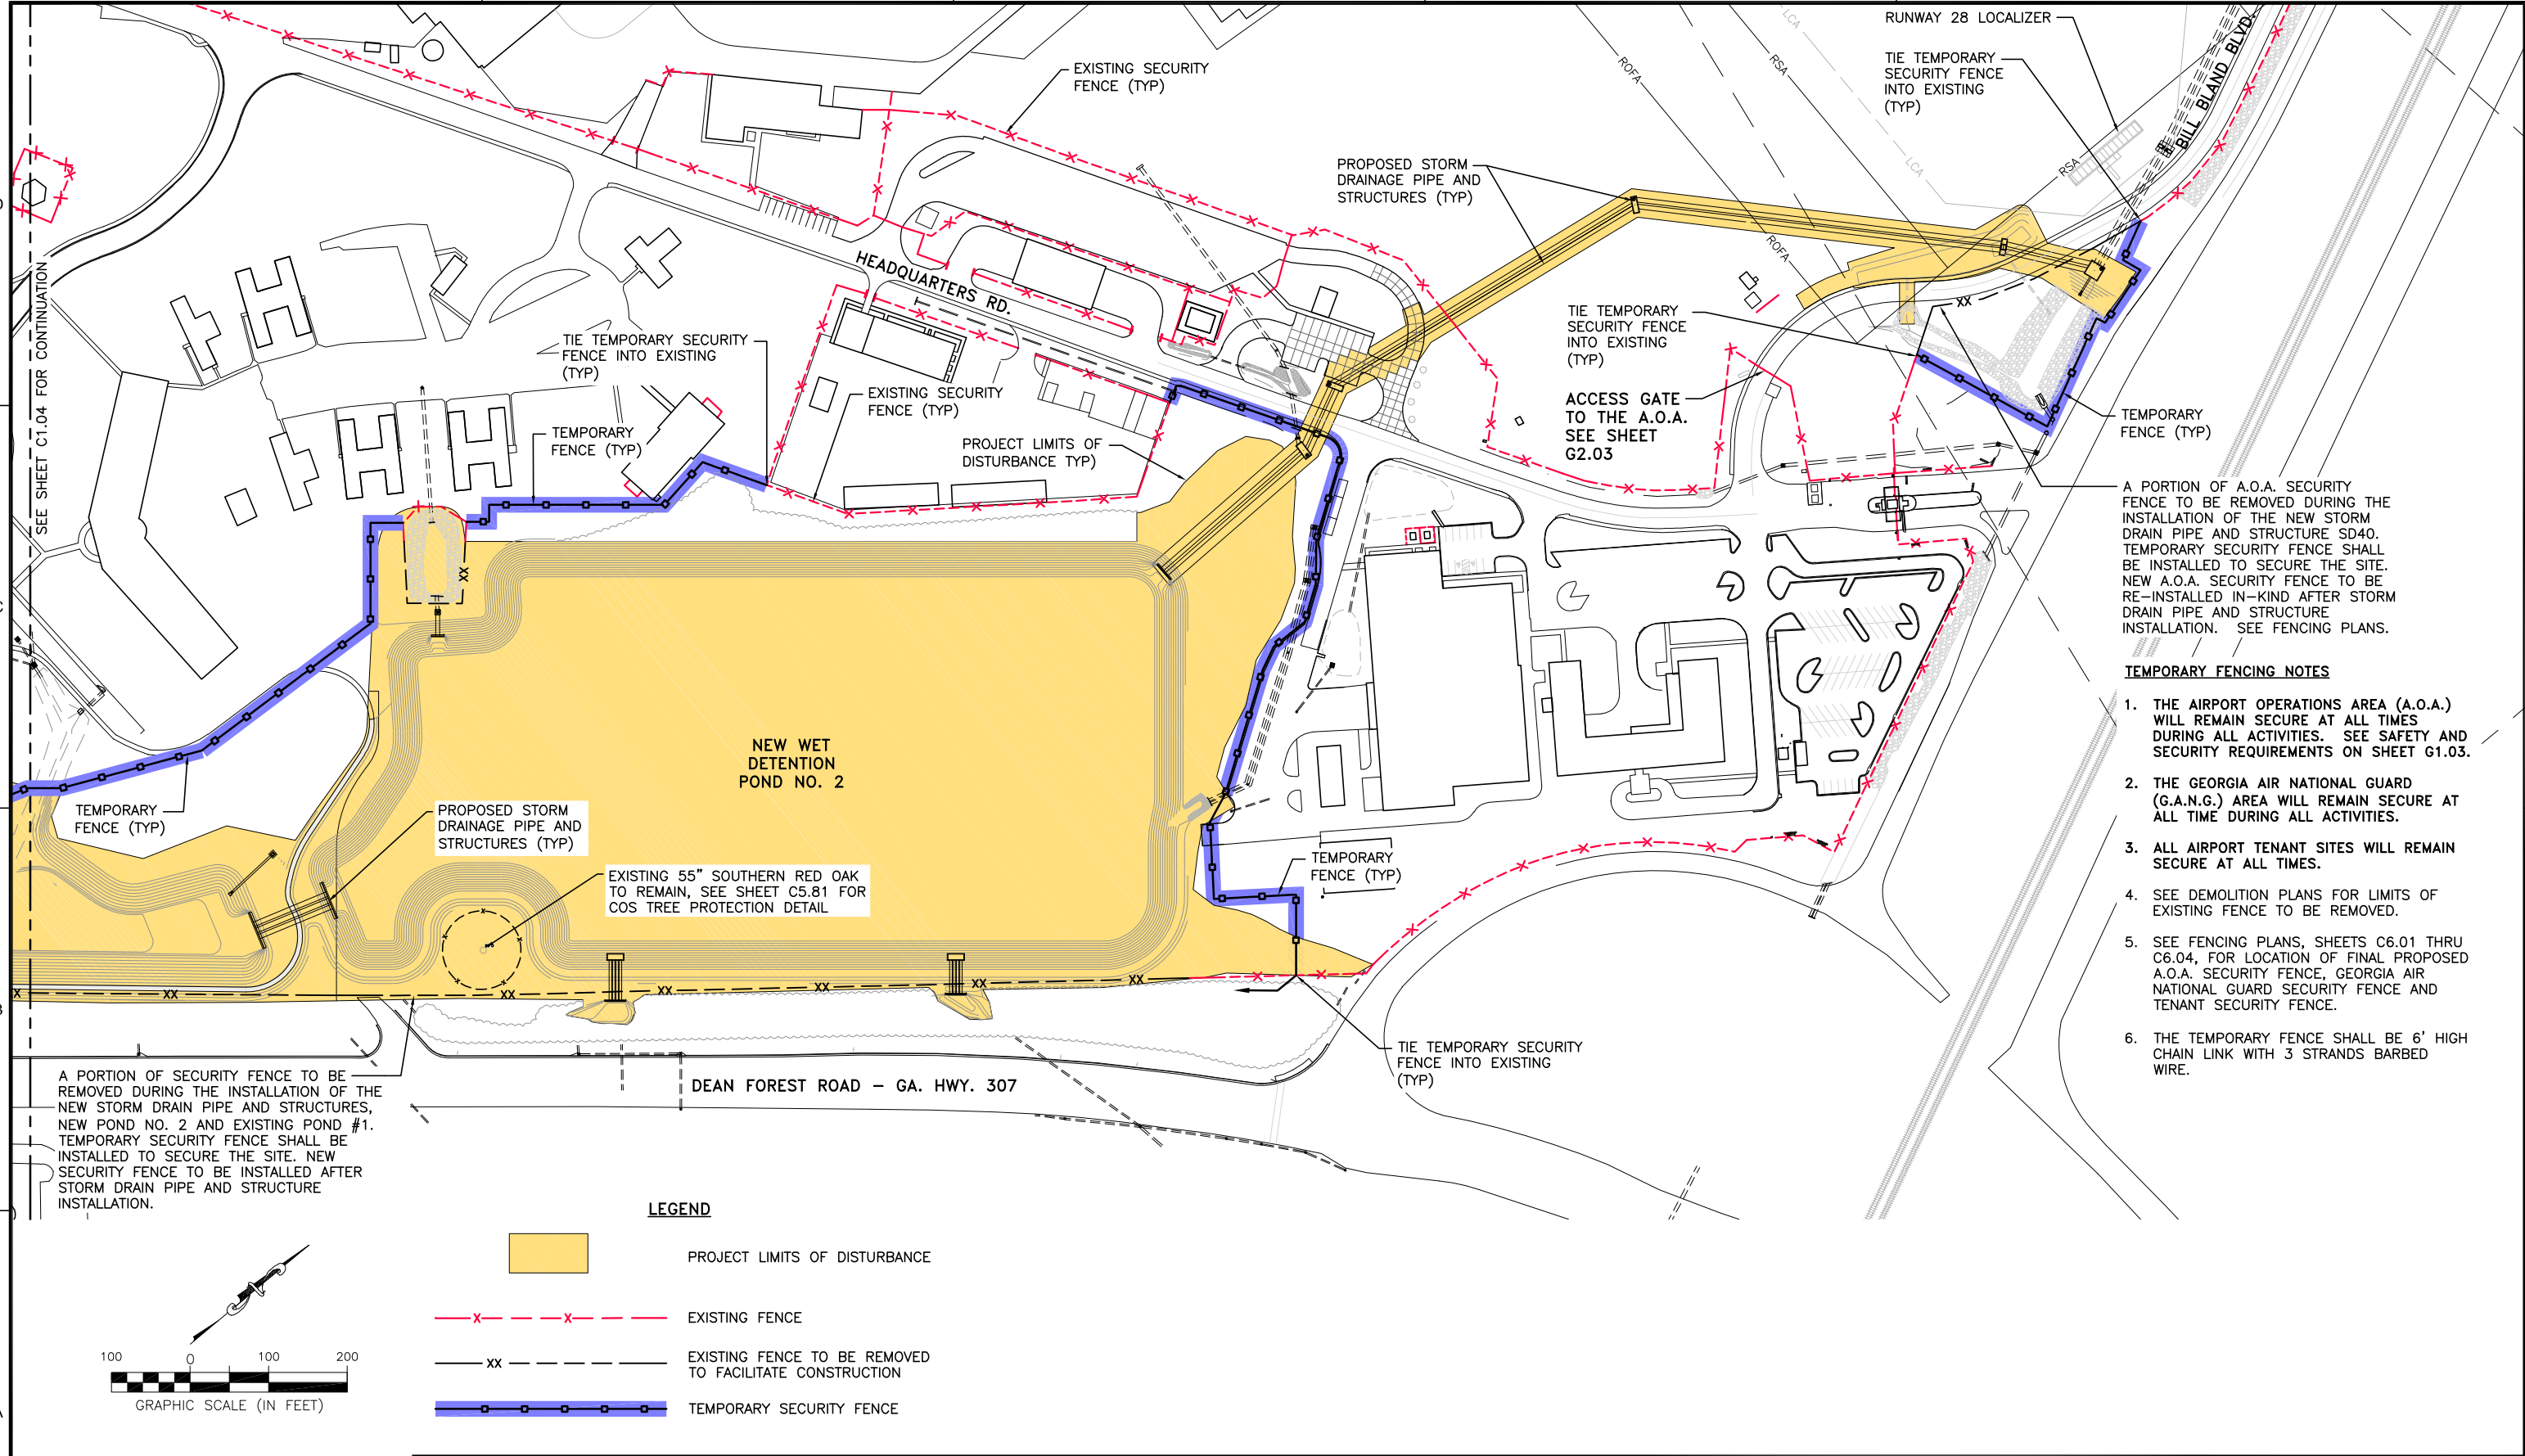 RUNWAY 28 LOCALIZER
TIE TEMPORARY
SECURITY FENCE
INTO EXISTING
(TYP)
BILL BLAND BLVD.
LCA
LCA
ROFA
RSA
RSA
ROFA
EXISTING SECURITY
FENCE (TYP)
PROPOSED STORM
DRAINAGE PIPE AND
STRUCTURES (TYP)
SEE SHEET C1.04 FOR CONTINUATION
HEADQUARTERS RD.
TIE TEMPORARY SECURITY
FENCE INTO EXISTING
(TYP)
EXISTING SECURITY
FENCE (TYP)
TEMPORARY
FENCE (TYP)
PROJECT LIMITS OF
DISTURBANCE TYP)
TIE TEMPORARY
SECURITY FENCE
INTO EXISTING
(TYP)
ACCESS GATE
TO THE A.O.A.
SEE SHEET
G2.03
XX
TEMPORARY
FENCE (TYP)
A PORTION OF A.O.A. SECURITY
FENCE TO BE REMOVED DURING THE
INSTALLATION OF THE NEW STORM
DRAIN PIPE AND STRUCTURE SD40.
TEMPORARY SECURITY FENCE SHALL
BE INSTALLED TO SECURE THE SITE.
NEW A.O.A. SECURITY FENCE TO BE
RE-INSTALLED IN-KIND AFTER STORM
DRAIN PIPE AND STRUCTURE
INSTALLATION. SEE FENCING PLANS.
TEMPORARY FENCING NOTES
1. THE AIRPORT OPERATIONS AREA (A.O.A.)
WILL REMAIN SECURE AT ALL TIMES
DURING ALL ACTIVITIES. SEE SAFETY AND
SECURITY REQUIREMENTS ON SHEET G1.03.
2. THE GEORGIA AIR NATIONAL GUARD
(G.A.N.G.) AREA WILL REMAIN SECURE AT
ALL TIME DURING ALL ACTIVITIES.
3. ALL AIRPORT TENANT SITES WILL REMAIN
SECURE AT ALL TIMES.
4. SEE DEMOLITION PLANS FOR LIMITS OF
EXISTING FENCE TO BE REMOVED.
5. SEE FENCING PLANS, SHEETS C6.01 THRU
C6.04, FOR LOCATION OF FINAL PROPOSED
A.O.A. SECURITY FENCE, GEORGIA AIR
NATIONAL GUARD SECURITY FENCE AND
TENANT SECURITY FENCE.
6. THE TEMPORARY FENCE SHALL BE 6' HIGH
CHAIN LINK WITH 3 STRANDS BARBED
WIRE.
XX
NEW WET
DETENTION
POND NO. 2
TEMPORARY
FENCE (TYP)
PROPOSED STORM
DRAINAGE PIPE AND
STRUCTURES (TYP)
EXISTING 55" SOUTHERN RED OAK
TO REMAIN, SEE SHEET C5.81 FOR
COS TREE PROTECTION DETAIL
TEMPORARY
FENCE (TYP)
X XX XX XX XX XX XX
TIE TEMPORARY SECURITY
FENCE INTO EXISTING
(TYP)
DEAN FOREST ROAD - GA. HWY. 307
A PORTION OF SECURITY FENCE TO BE
REMOVED DURING THE INSTALLATION OF THE
NEW STORM DRAIN PIPE AND STRUCTURES,
NEW POND NO. 2 AND EXISTING POND #1.
TEMPORARY SECURITY FENCE SHALL BE
INSTALLED TO SECURE THE SITE. NEW
SECURITY FENCE TO BE INSTALLED AFTER
STORM DRAIN PIPE AND STRUCTURE
INSTALLATION.
LEGEND
PROJECT LIMITS OF DISTURBANCE
X X EXISTING FENCE
XX EXISTING FENCE TO BE REMOVED
TO FACILITATE CONSTRUCTION
TEMPORARY SECURITY FENCE
100 0 100 200
GRAPHIC SCALE (IN FEET)